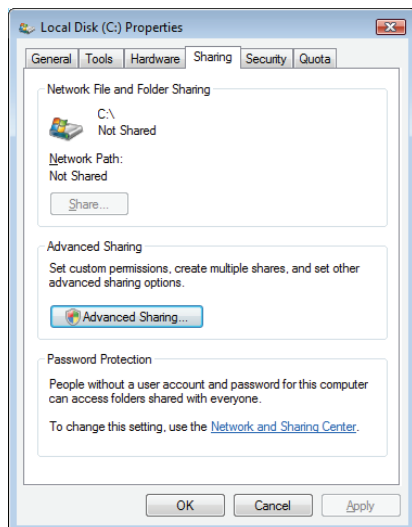 Local Disk (C:) Properties
General Tools Hardware Sharing Security Quota
Network File and Folder Sharing
C:\
Not Shared
Network Path:
Not Shared
Share...
Advanced Sharing
Set custom permissions, create multiple shares, and set other
advanced sharing options.
Advanced Sharing...
Password Protection
People without a user account and password for this computer
can access folders shared with everyone.
To change this setting, use the Network and Sharing Center.
OK Cancel Apply